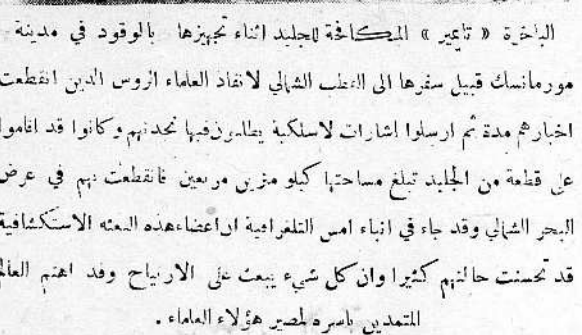 الباخرة « تايمير » المكافحة للجليد اثناء تجهيزها بالوقود في مدينة
مورمانسك قبيل سفرها الى القطب الشمالي لانقاذ العلماء الروس الذين انقطعت
اخبارهم مدة ثم ارسلوا اشارات لاسلكية يطلبون فيها نجدتهم وكانوا قد اقاموا
على قطعة من الجليد تبلغ مساحتها كيلو مترين مربعين فانقطعت بهم في عرض
البحر الشمالي وقد جاء في انباء امس التلغرافية ان اعضاء هذه البعثه الاستكشافية
قد تحسنت حالتهم كثيرا وان كل شيء يبعث على الارتياح وقد اهتم العالم
المتمدين باسره لمصير هؤلاء العلماء .